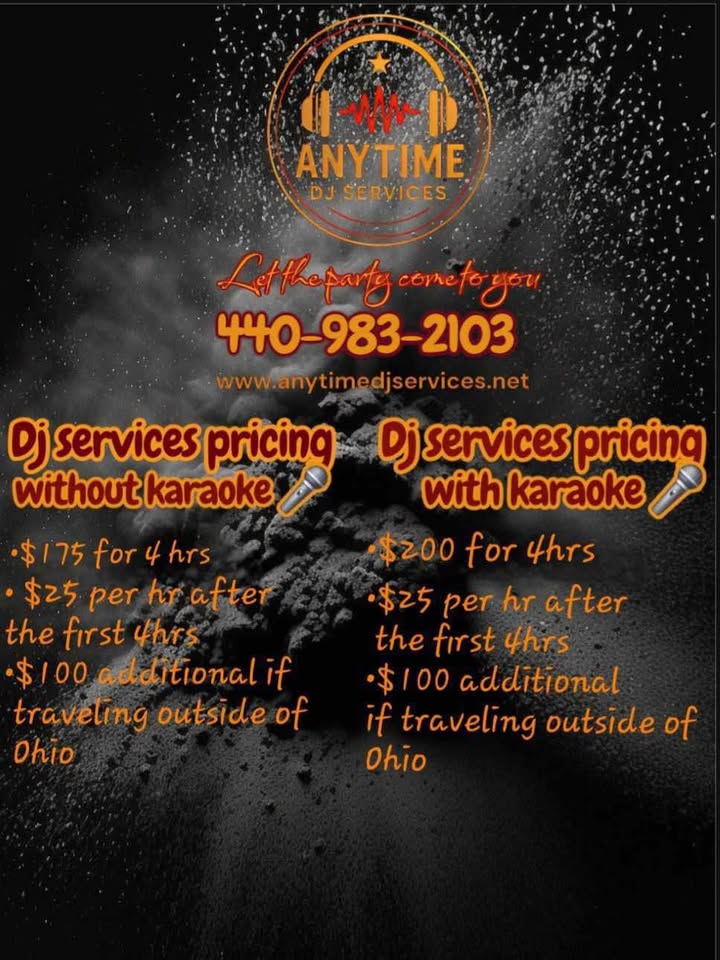 ANYTIME
DJ SERVICES
Let the party come to you
440-983-2103
www.anytimedjservices.net
Dj services pricing
without karaoke
•$175 for 4 hrs
• $25 per hr after
the first 4hrs
•$100 additional if
traveling outside of
Ohio
Dj services pricing
with karaoke
•$200 for 4hrs
•$25 per hr after
the first 4hrs
•$100 additional
if traveling outside of
Ohio